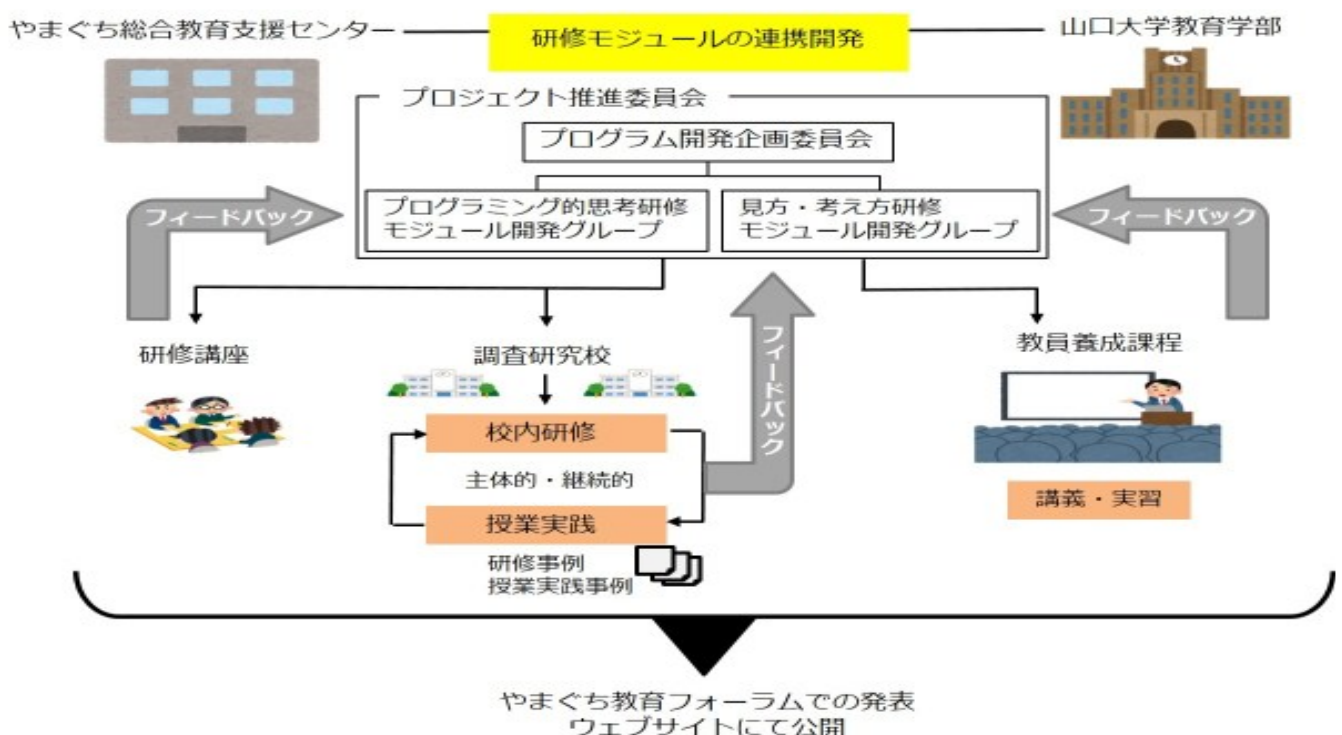 やまぐち総合教育支援センター
研修モジュールの連携開発
山口大学教育学部
プロジェクト推進委員会
プログラム開発企画委員会
プログラミング的思考研修
モジュール開発グループ
見方・考え方研修
モジュール開発グループ
フィードバック
フィードバック
フィードバック
研修講座
調査研究校
教員養成課程
校内研修
主体的・継続的
授業実践
講義・実習
研修事例
授業実践事例
やまぐち教育フォーラムでの発表
ウェブサイトにて公開